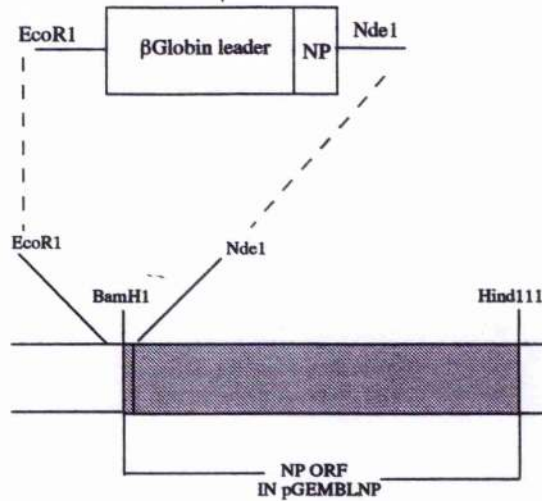 EcoR1
βGlobin leader
NP
Nde1
EcoR1
Nde1
BamH1
Hind111
NP ORF
IN pGEMBLNP